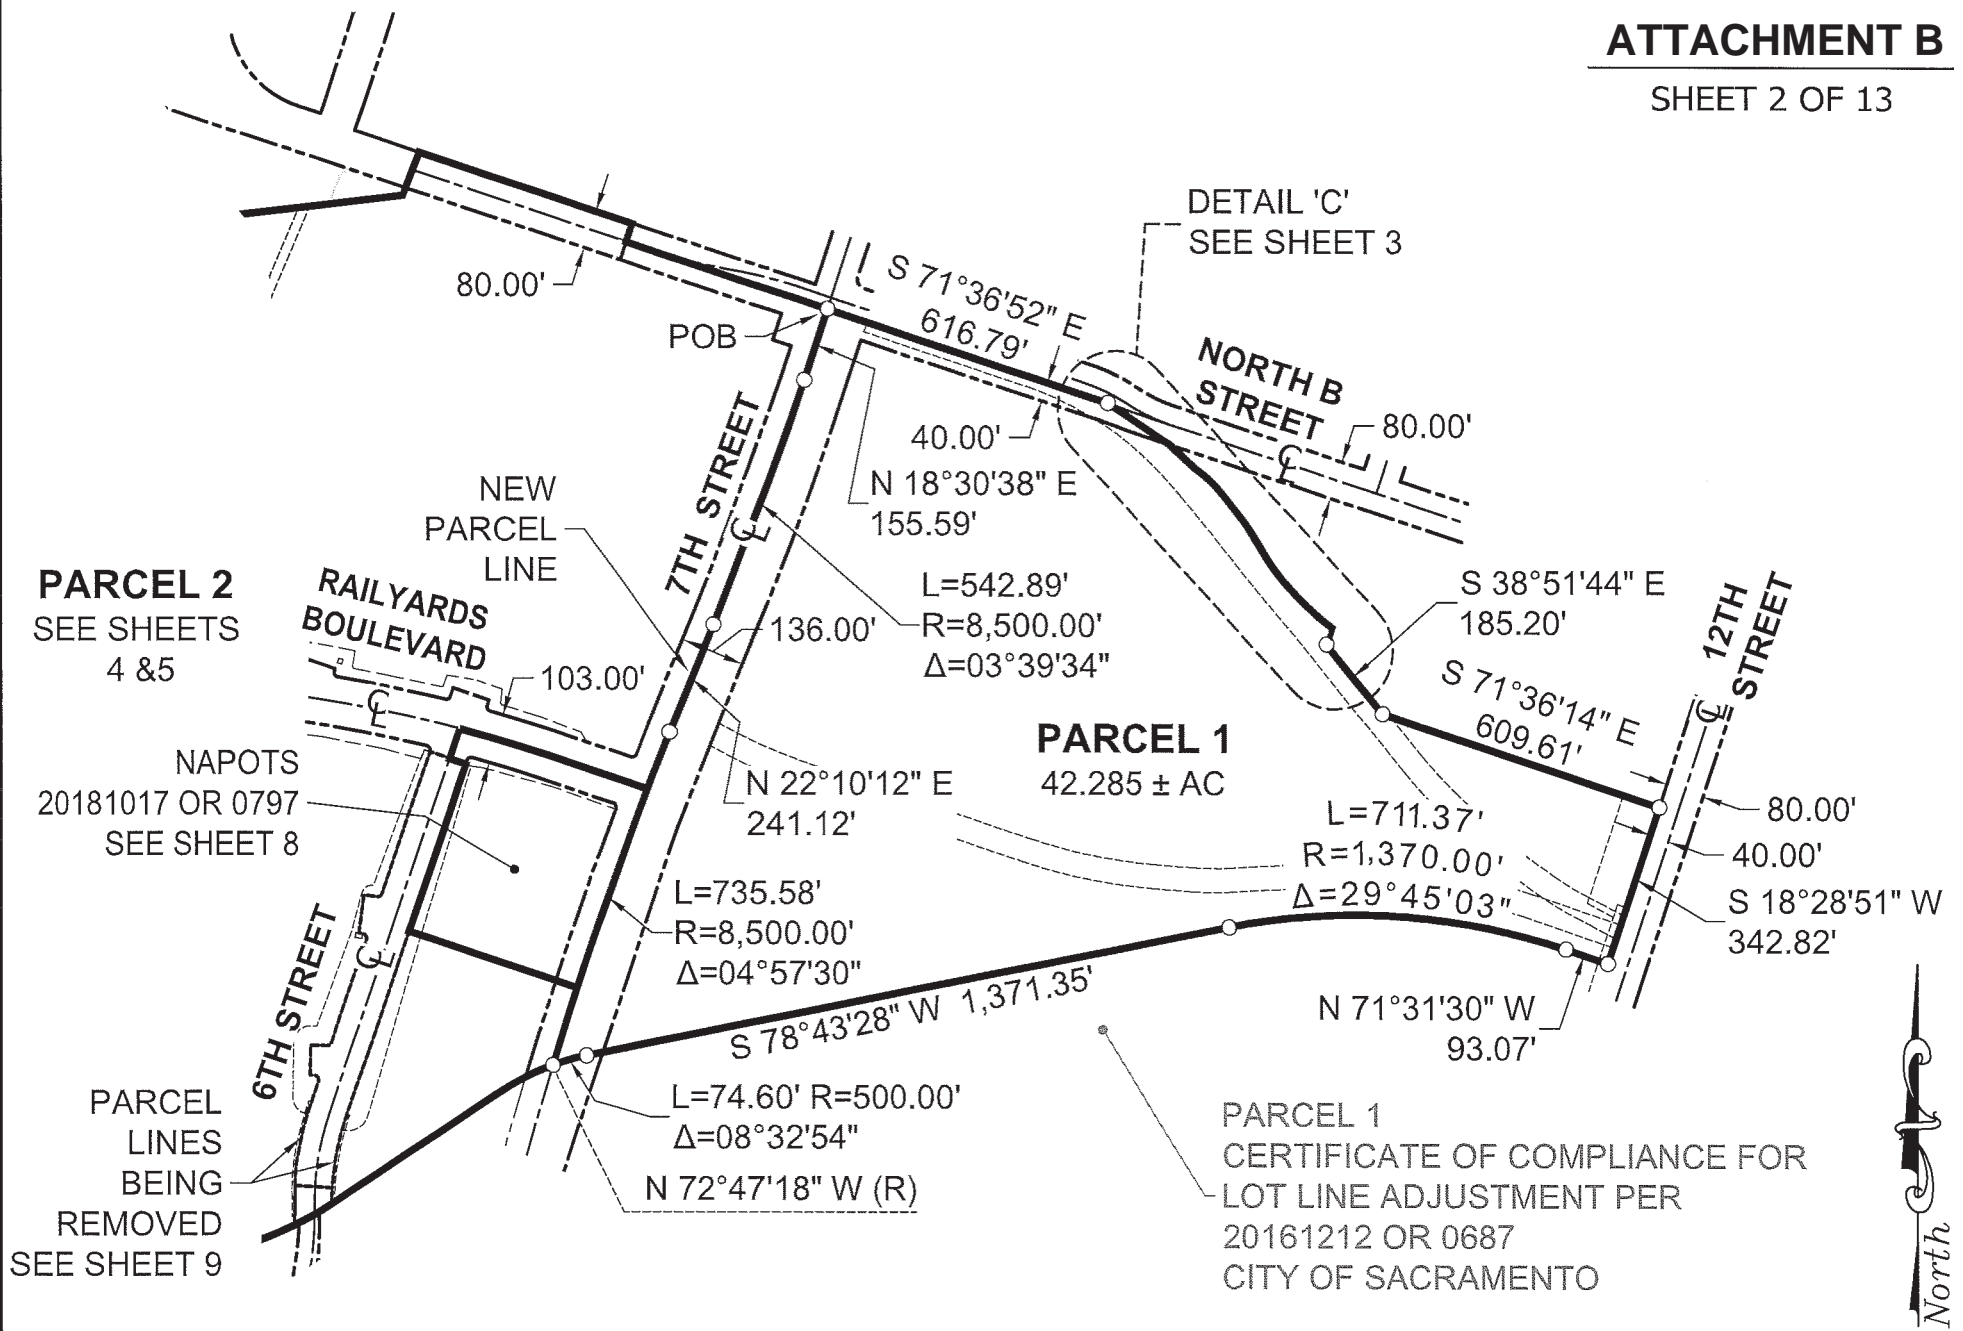 ATTACHMENT B
SHEET 2 OF 13
DETAIL 'C'
SEE SHEET 3
S 71°36'52" E
616.79'
80.00'
POB
NORTH B
STREET
80.00'
40.00'
CL
N 18°30'38" E
155.59'
7TH STREET
CL
NEW
PARCEL
LINE
PARCEL 2
SEE SHEETS
4 &5
RAILYARDS
BOULEVARD
L=542.89'
R=8,500.00'
Δ=03°39'34"
136.00'
103.00'
CL
S 38°51'44" E
185.20'
12TH
STREET
CL
S 71°36'14" E
609.61'
PARCEL 1
42.285 ± AC
NAPOTS
20181017 OR 0797
SEE SHEET 8
N 22°10'12" E
241.12'
L=711.37'
R=1,370.00'
Δ=29°45'03"
80.00'
40.00'
S 18°28'51" W
342.82'
L=735.58'
R=8,500.00'
Δ=04°57'30"
6TH STREET
CL
S 78°43'28" W 1,371.35'
N 71°31'30" W
93.07'
L=74.60' R=500.00'
Δ=08°32'54"
N 72°47'18" W (R)
PARCEL
LINES
BEING
REMOVED
SEE SHEET 9
PARCEL 1
CERTIFICATE OF COMPLIANCE FOR
LOT LINE ADJUSTMENT PER
20161212 OR 0687
CITY OF SACRAMENTO
North